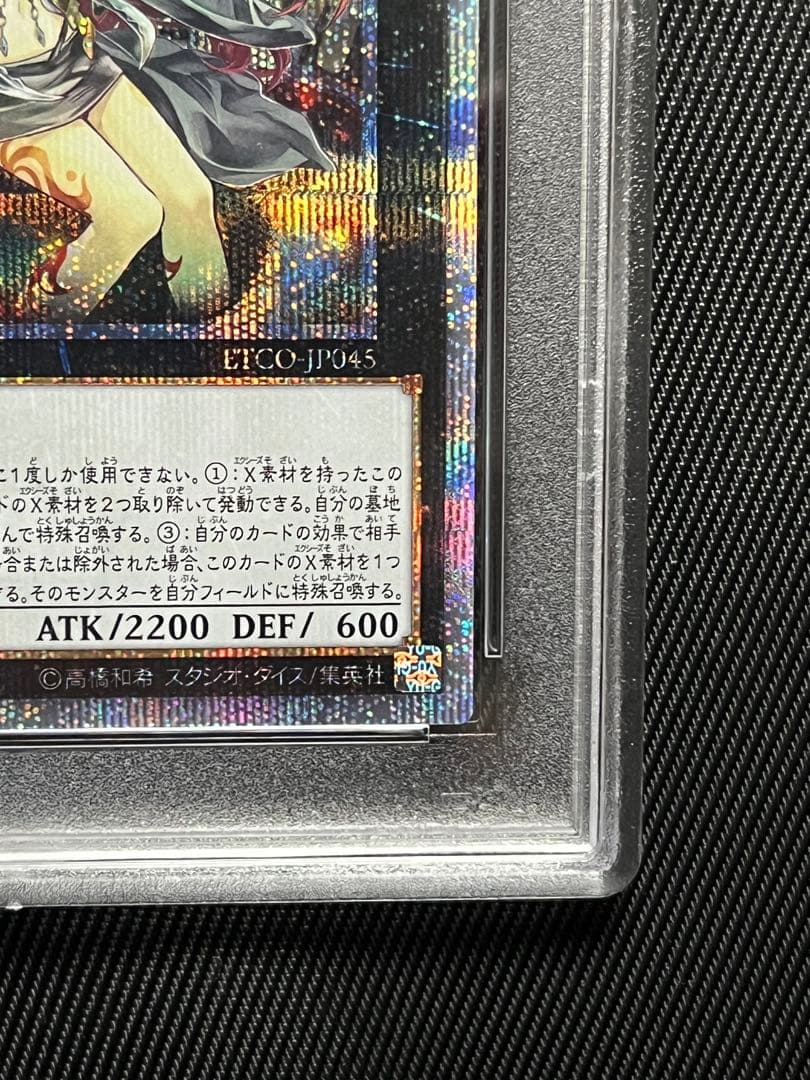 ETCO-JP045
に1度しか使用できない。①:X素材を持ったこの
ドのX素材を2つ取り除いて発動できる。自分の墓地
んで特殊召喚する。③:自分のカードの効果で相手
合または除外された場合、このカードのX素材を1つ
る。そのモンスターを自分フィールドに特殊召喚する。
ATK/2200 DEF/ 600
©高橋和希 スタジオ・ダイス/集英社